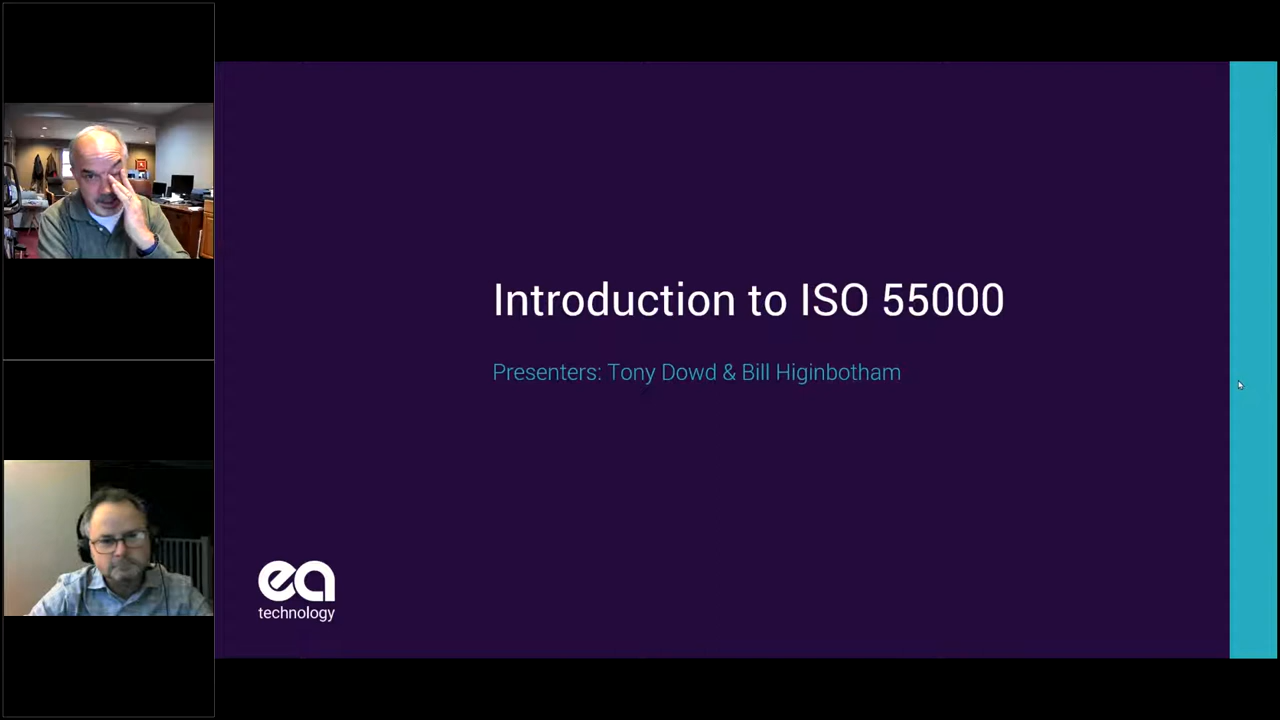 Introduction to ISO 55000
Presenters: Tony Dowd & Bill Higinbotham
ea
technology